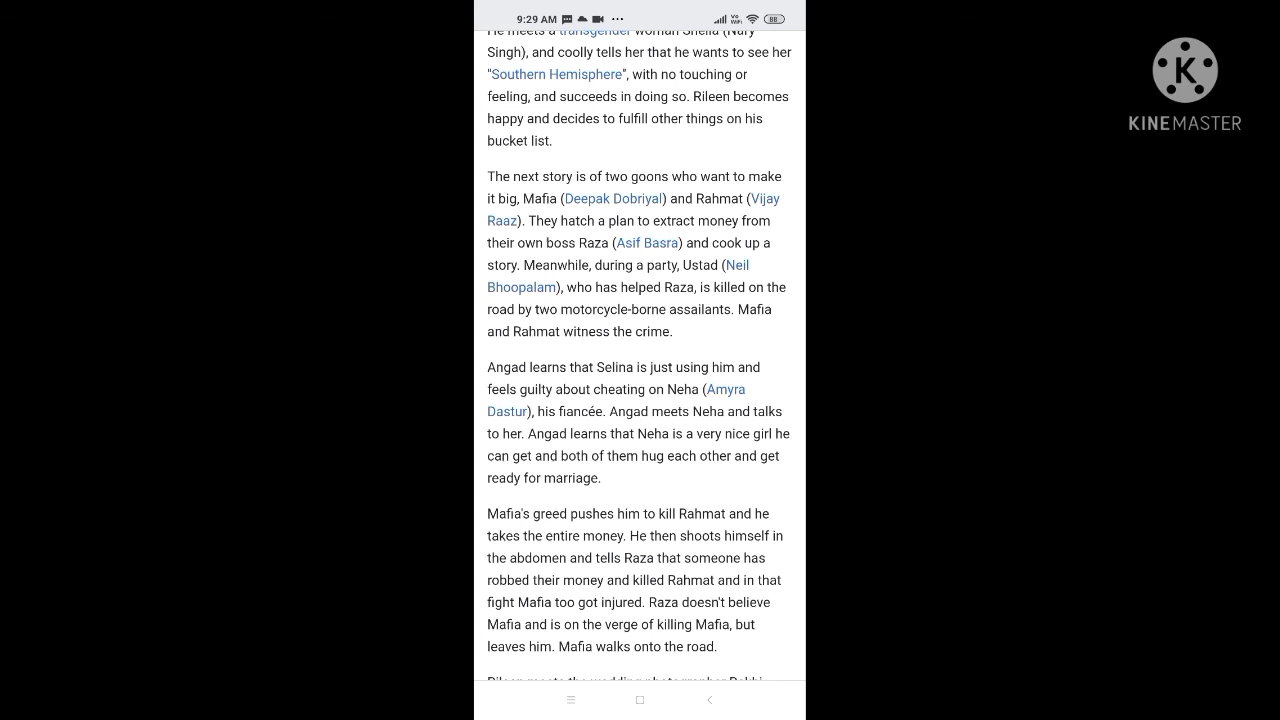 9:29 AM
Vo
WiFi
88
He meets a transgender woman Sheila (Nary
Singh), and coolly tells her that he wants to see her
"Southern Hemisphere", with no touching or
feeling, and succeeds in doing so. Rileen becomes
happy and decides to fulfill other things on his
bucket list.
The next story is of two goons who want to make
it big, Mafia (Deepak Dobriyal) and Rahmat (Vijay
Raaz). They hatch a plan to extract money from
their own boss Raza (Asif Basra) and cook up a
story. Meanwhile, during a party, Ustad (Neil
Bhoopalam), who has helped Raza, is killed on the
road by two motorcycle-borne assailants. Mafia
and Rahmat witness the crime.
Angad learns that Selina is just using him and
feels guilty about cheating on Neha (Amyra
Dastur), his fiancée. Angad meets Neha and talks
to her. Angad learns that Neha is a very nice girl he
can get and both of them hug each other and get
ready for marriage.
Mafia's greed pushes him to kill Rahmat and he
takes the entire money. He then shoots himself in
the abdomen and tells Raza that someone has
robbed their money and killed Rahmat and in that
fight Mafia too got injured. Raza doesn't believe
Mafia and is on the verge of killing Mafia, but
leaves him. Mafia walks onto the road.
K
KINEMASTER